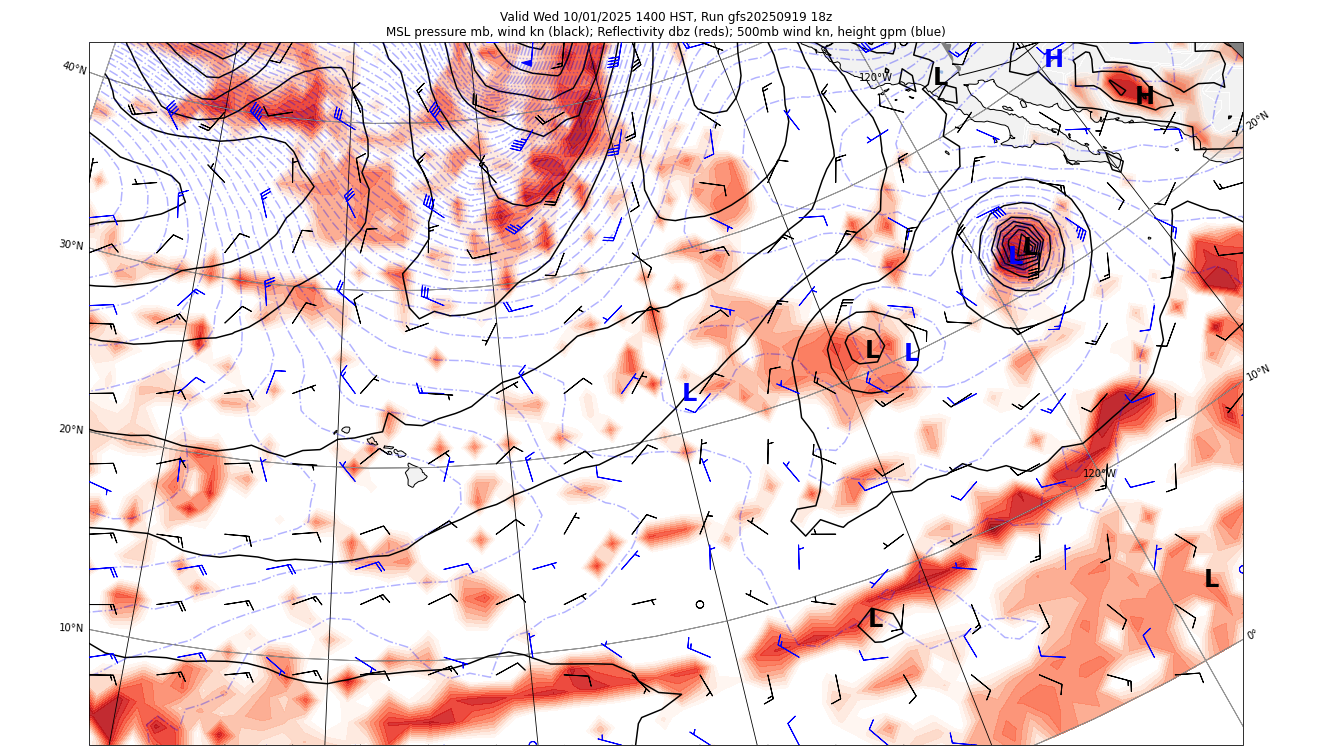 Valid Wed 10/01/2025 1400 HST, Run gfs20250919 18z
MSL pressure mb, wind kn (black); Reflectivity dbz (reds); 500mb wind kn, height gpm (blue)
H
40°N
120°W
L
H
20°N
30°N
L
L
L
L
10°N
L
20°N
120°W
L
10°N
L
0°